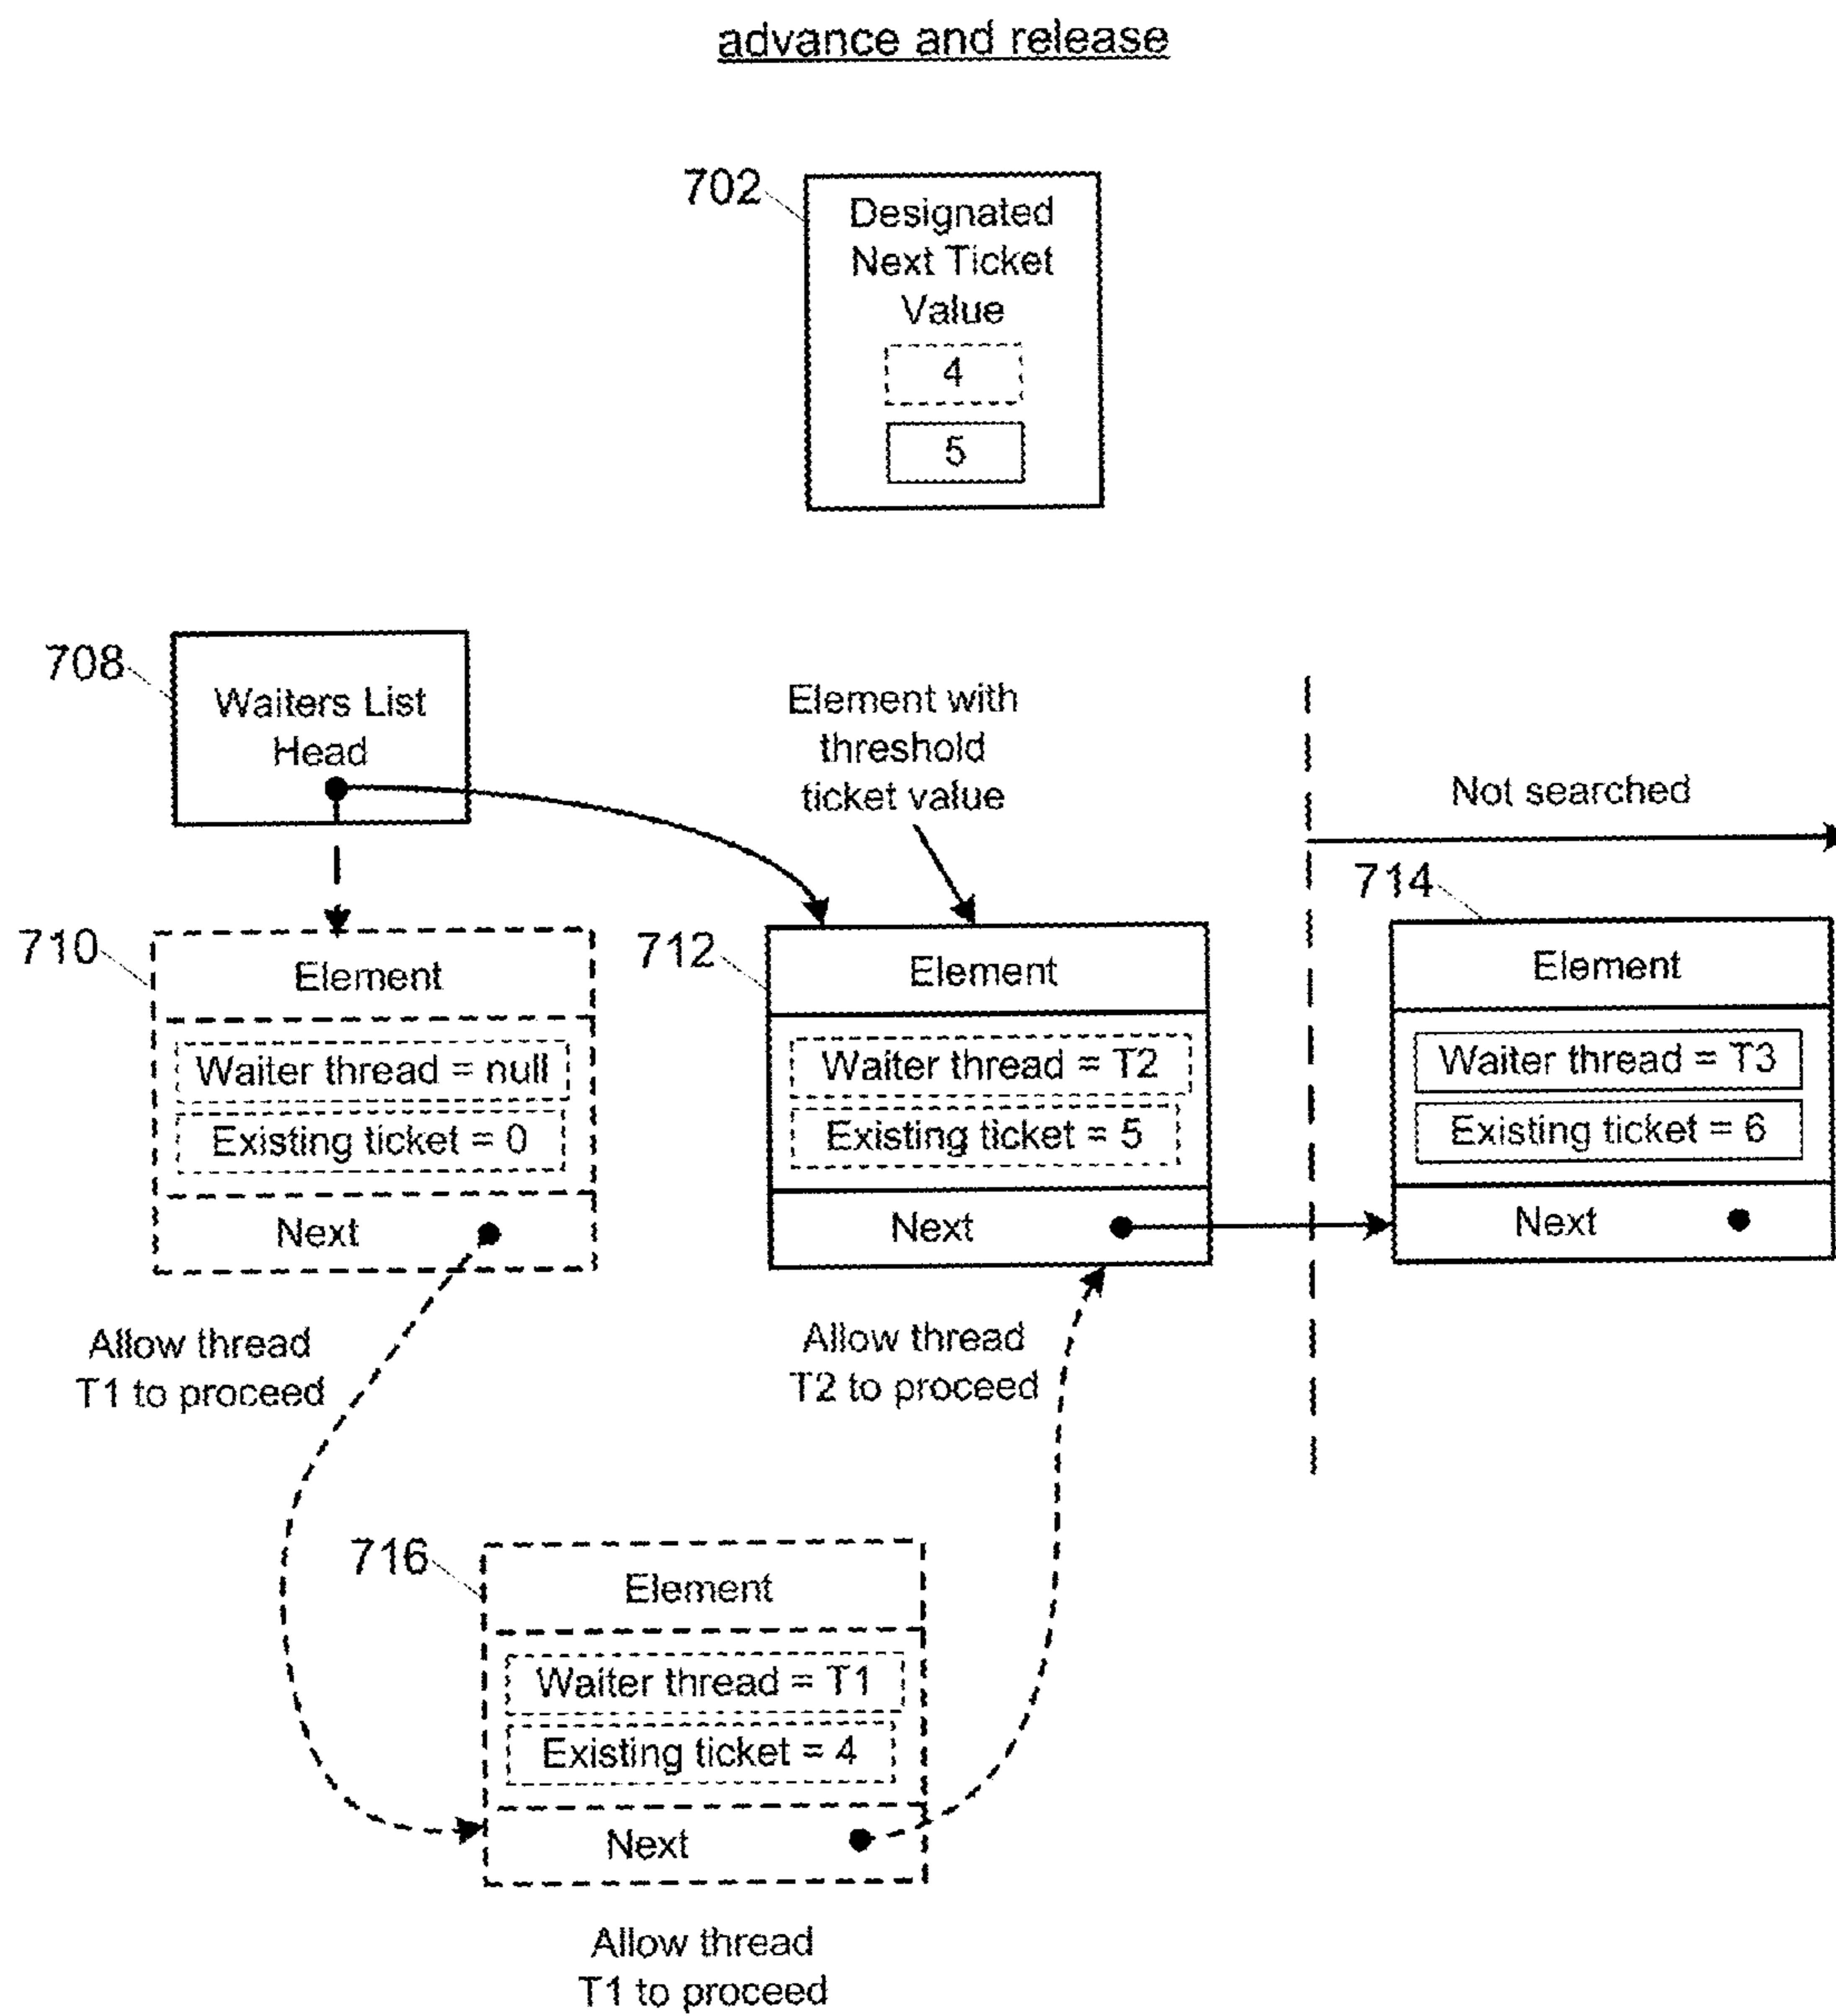 advance and release
702
Designated
Next Ticket
Value
4
5
708
Waiters List
Head
Element with
threshold
ticket value
Not searched
710
Element
Waiter thread = null
Existing ticket = 0
Next
712
Element
Waiter thread = T2
Existing ticket = 5
Next
714
Element
Waiter thread = T3
Existing ticket = 6
Next
Allow thread
T1 to proceed
Allow thread
T2 to proceed
716
Element
Waiter thread = T1
Existing ticket = 4
Next
Allow thread
T1 to proceed